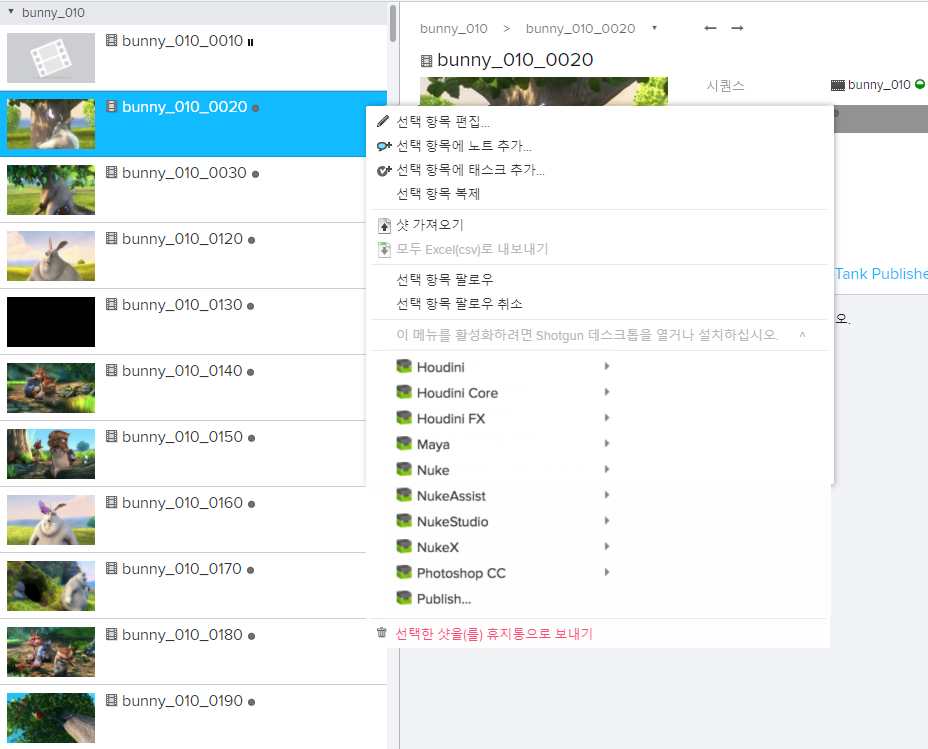 bunny_010
bunny_010_0010
bunny_010_0020
bunny_010_0030
bunny_010_0120
bunny_010_0130
bunny_010_0140
bunny_010_0150
bunny_010_0160
bunny_010_0170
bunny_010_0180
bunny_010_0190
bunny_010 > bunny_010_0020
bunny_010_0020
시퀀스 bunny_010
선택 항목 편집...
선택 항목에 노트 추가...
선택 항목에 태스크 추가...
선택 항목 복제
샷 가져오기
모두 Excel(csv)로 내보내기
선택 항목 팔로우
선택 항목 팔로우 취소
이 메뉴를 활성화하려면 Shotgun 데스크톱을 열거나 설치하십시오. ^
Houdini
Houdini Core
Houdini FX
Maya
Nuke
NukeAssist
NukeStudio
NukeX
Photoshop CC
Publish...
선택한 샷을(를) 휴지통으로 보내기
Tank Publishe
오.